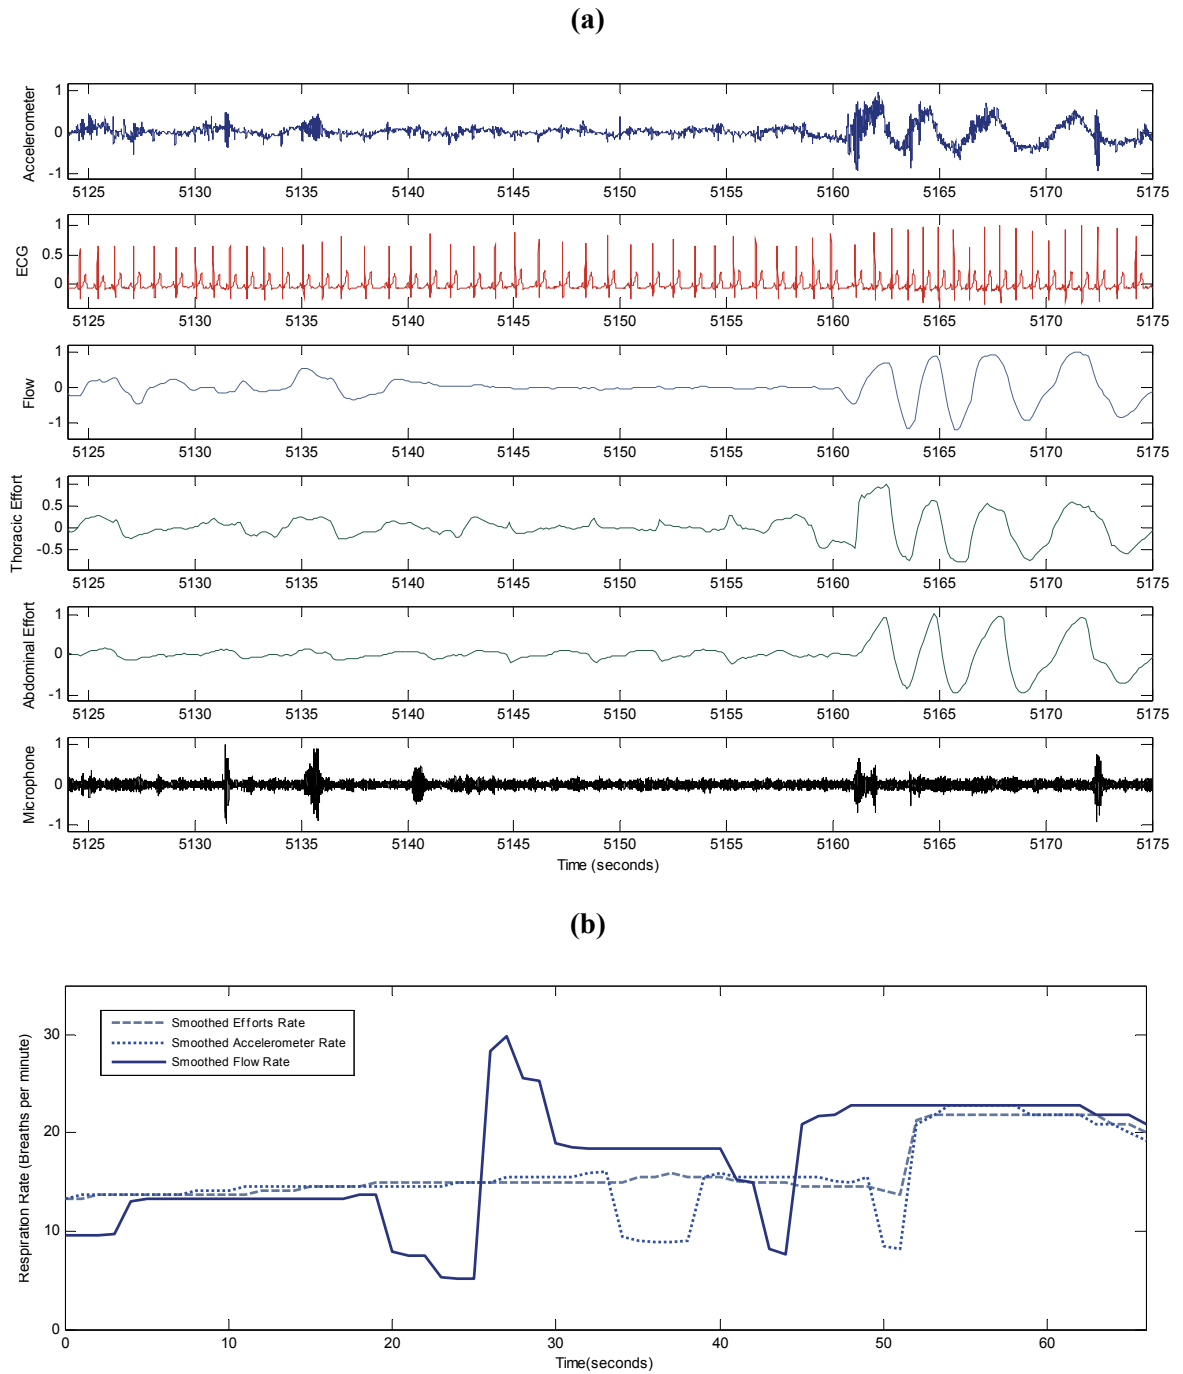 (a)
Accelerometer
1
0
-1
5125 5130 5135 5140 5145 5150 5155 5160 5165 5170 5175
ECG
1
0.5
0
5125 5130 5135 5140 5145 5150 5155 5160 5165 5170 5175
Flow
1
0
-1
5125 5130 5135 5140 5145 5150 5155 5160 5165 5170 5175
Thoracic Effort
1
0.5
0
-0.5
5125 5130 5135 5140 5145 5150 5155 5160 5165 5170 5175
Abdominal Effort
1
0
-1
5125 5130 5135 5140 5145 5150 5155 5160 5165 5170 5175
Microphone
1
0
-1
5125 5130 5135 5140 5145 5150 5155 5160 5165 5170 5175
Time (seconds)
(b)
Respiration Rate (Breaths per minute)
30
20
10
0
Smoothed Efforts Rate
Smoothed Accelerometer Rate
Smoothed Flow Rate
0 10 20 30 40 50 60
Time(seconds)